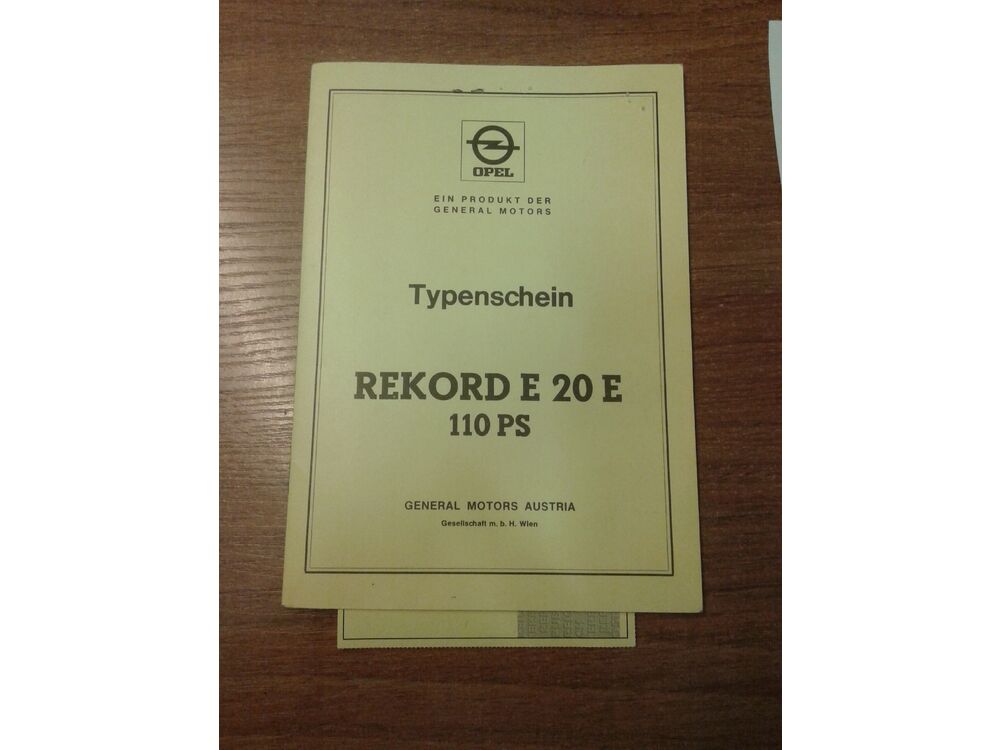 OPEL
EIN PRODUKT DER
GENERAL MOTORS
Typenschein
REKORD E 20 E
110 PS
GENERAL MOTORS AUSTRIA
Gesellschaft m. b. H. Wien